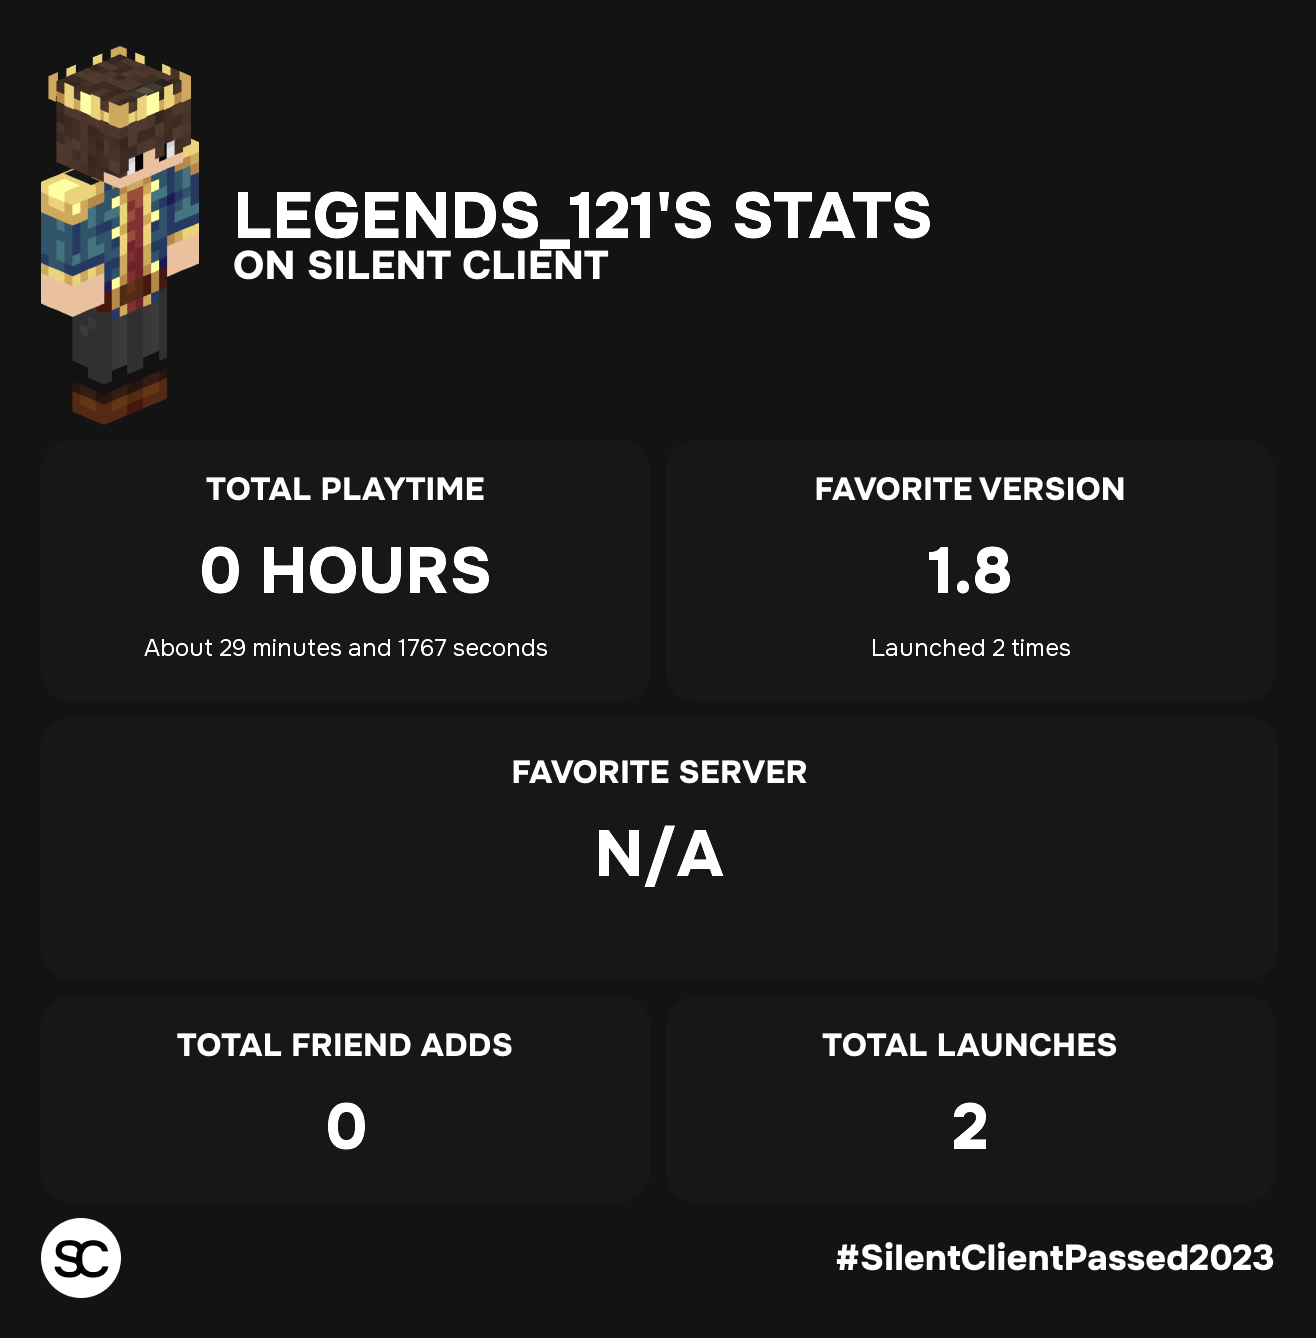 LEGENDS_121'S STATS
ON SILENT CLIENT
TOTAL PLAYTIME
0 HOURS
About 29 minutes and 1767 seconds
FAVORITE VERSION
1.8
Launched 2 times
FAVORITE SERVER
N/A
TOTAL FRIEND ADDS
0
TOTAL LAUNCHES
2
SC
#SilentClientPassed2023